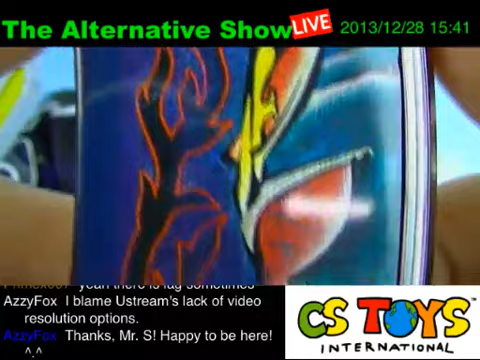 The Alternative Show LIVE 2013/12/28 15:41
yeah there is lag sometimes
AzzyFox I blame Ustream's lack of video
resolution options.
AzzyFox Thanks, Mr. S! Happy to be here!
^.^
CS TOYS™
INTERNATIONAL